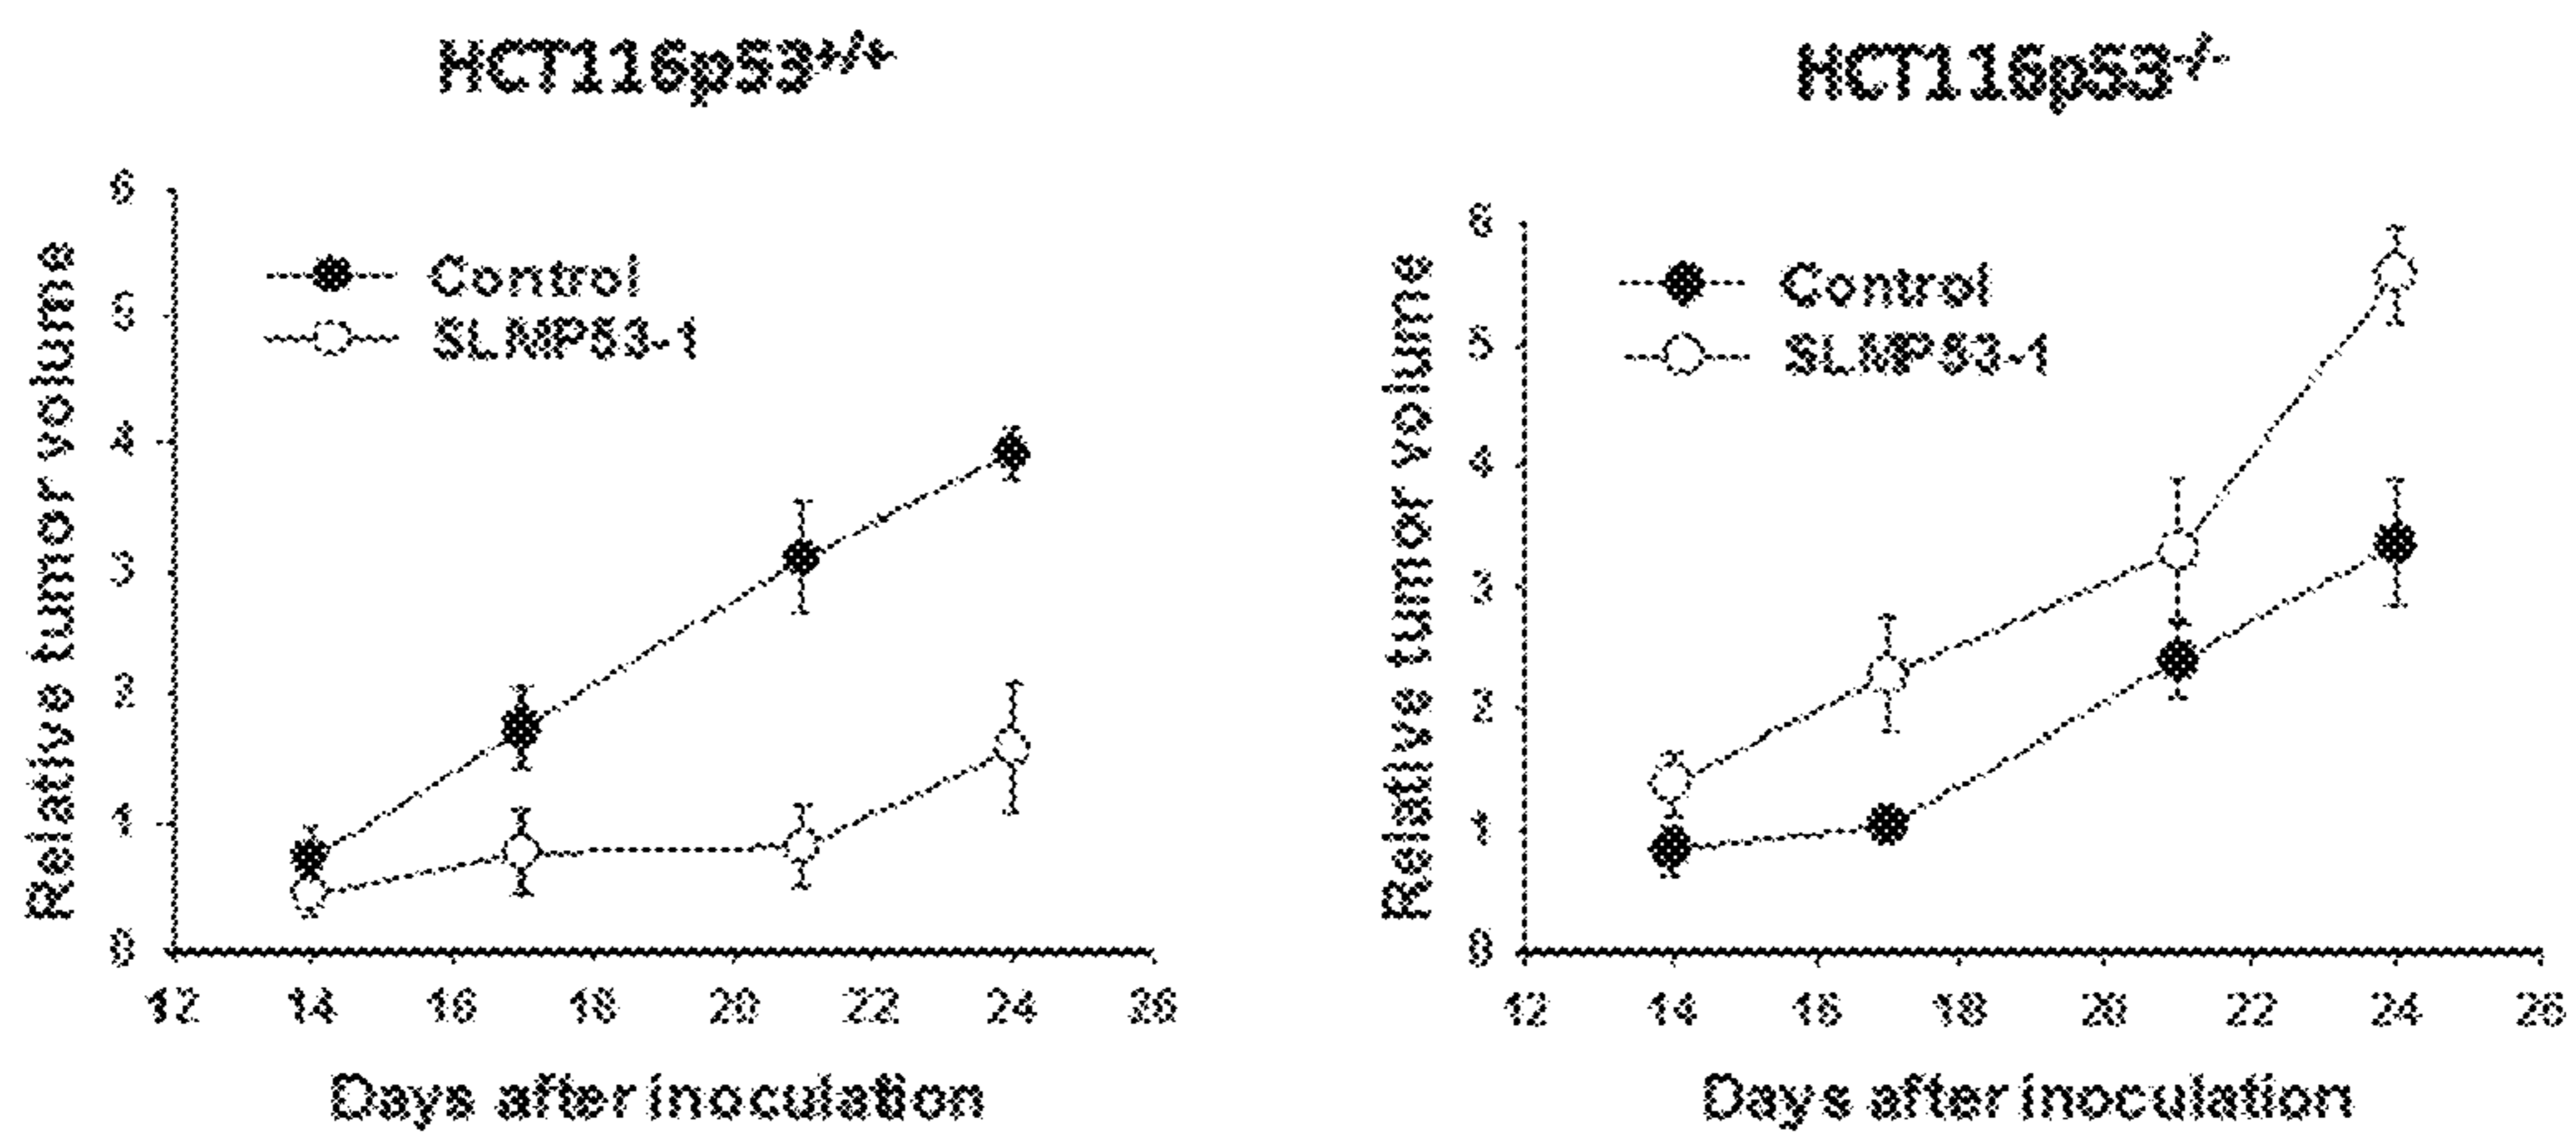 HCT116p53+/+
6
5
4
3
2
1
0
Relative tumor volume
Control
SLMP53-1
12 14 16 18 20 22 24 26
Days after inoculation
HCT116p53-/-
6
5
4
3
2
1
0
Relative tumor volume
Control
SLMP53-1
12 14 16 18 20 22 24 26
Days after inoculation